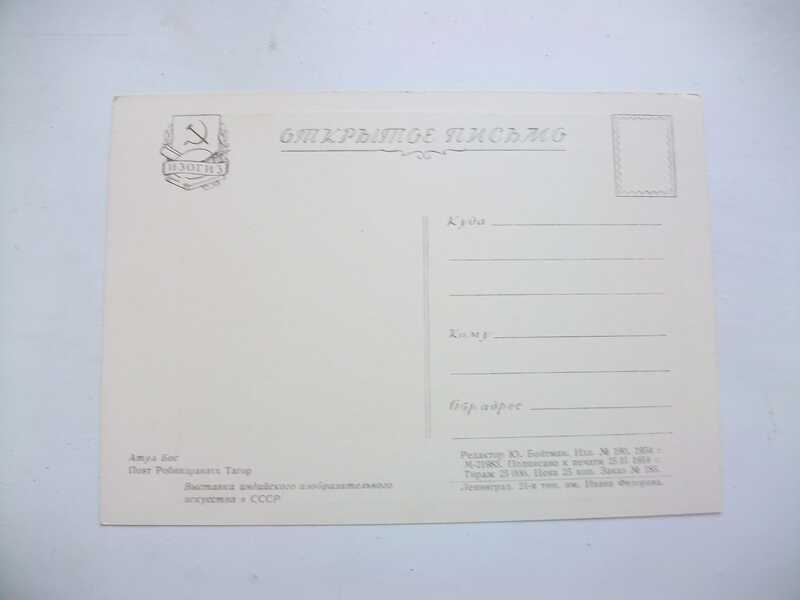 ИЗОГИЗ
ОТКРЫТОЕ ПИСЬМО
Куда
Кому
Обр. адрес
Атул Бос
Поэт Робиндранатх Тагор
Выставка индийского изобразительного
искусства в СССР
Редактор Ю. Бойтман. Изд. № 190. 1954 г.
М-21983. Подписано к печати 25 II 1954 г.
Тираж 25 000. Цена 25 коп. Заказ № 185.
Ленинград. 21-я тип. им. Ивана Федорова.